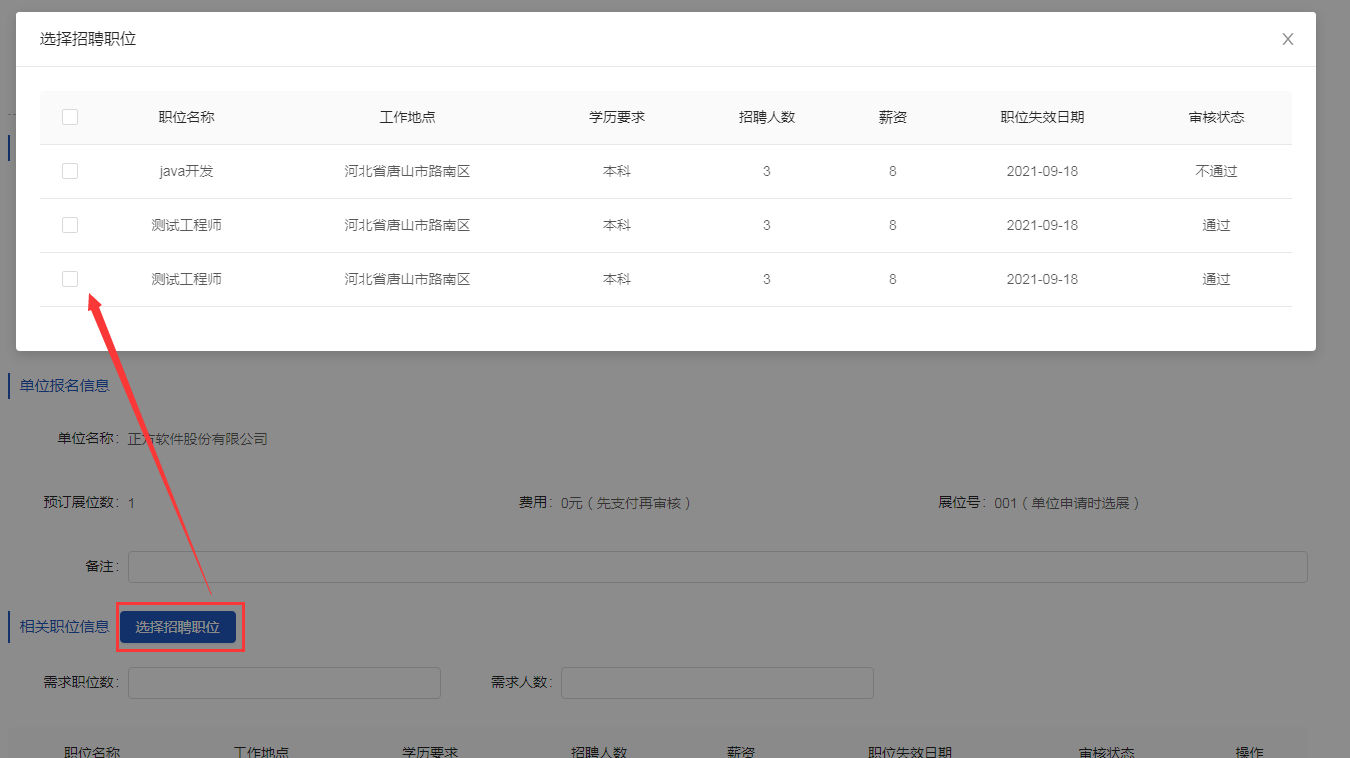 选择招聘职位
职位名称 工作地点 学历要求 招聘人数 薪资 职位失效日期 审核状态
java开发 河北省唐山市路南区 本科 3 8 2021-09-18 不通过
测试工程师 河北省唐山市路南区 本科 3 8 2021-09-18 通过
测试工程师 河北省唐山市路南区 本科 3 8 2021-09-18 通过
单位报名信息
单位名称: 正方软件股份有限公司
预订展位数: 1 费用: 0元（先支付再审核） 展位号: 001（单位申请时选展）
备注:
相关职位信息 选择招聘职位
需求职位数: 需求人数:
职位名称 工作地点 学历要求 招聘人数 薪资 职位失效日期 审核状态 操作